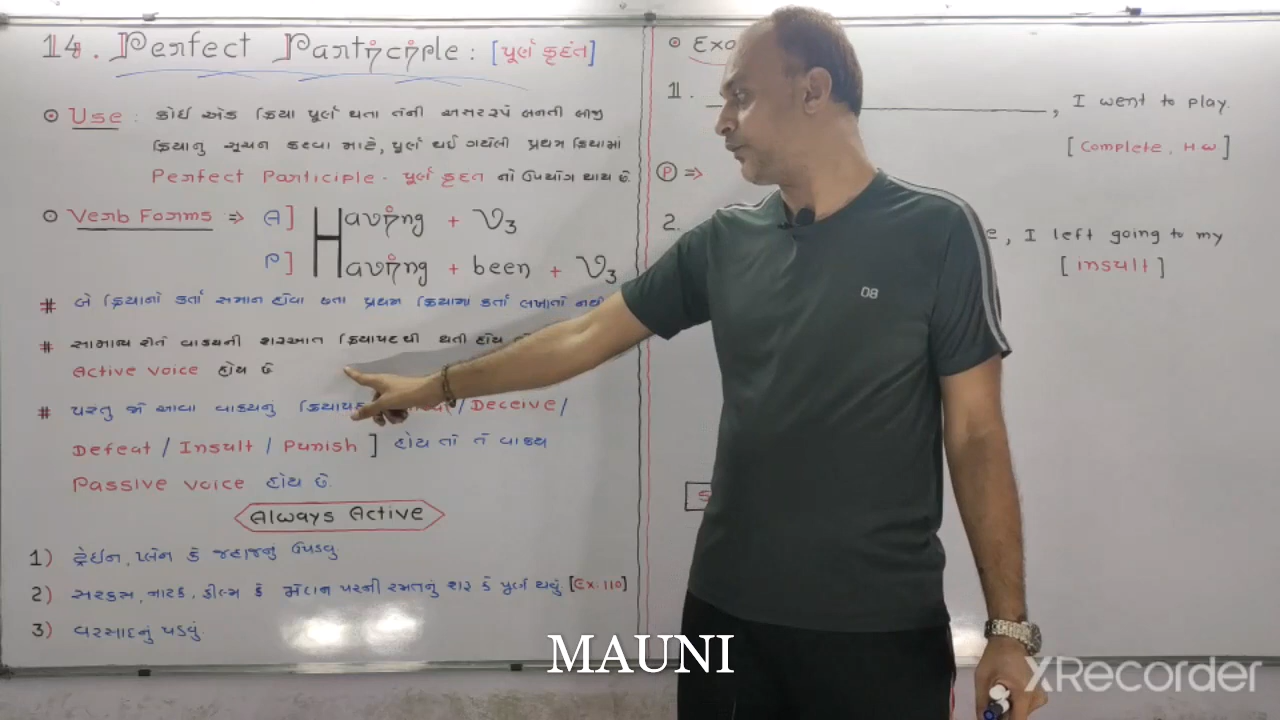 14. Perfect Participle : [પૂર્ણ કૃદંત]
⊙ Use : કોઈ એક ક્રિયા પૂર્ણ થતા તેની અસરરૂપે બનતી બીજી
ક્રિયાનુ સૂચન કરવા માટે, પૂર્ણ થઈ ગયેલી પ્રથમ ક્રિયામાં
Perfect Participle - પૂર્ણ કૃદંત નો ઉપયોગ થાય છે.
⊙ Verb Forms ⇒ A] Having + V3
P] Having + been + V3
# બે ક્રિયાનો કર્તા સમાન હોવા છતા પ્રથમ ક્રિયામા કર્તા લખાતો નથી
# સામાન્ય રીતે વાક્યની શરૂઆત ક્રિયાપદથી થતી હોય
Active voice હોય છે
# પરંતુ જો આવા વાક્યનું / Deceive /
Defeat / Insult / Punish ] હોય તો તે વાક્ય
Passive voice હોય છે.
Always Active
1) ટ્રેઈન, પ્લેન કે જહાજનું ઉપડવુ
2) સરકસ, નાટક, ફીલ્મ કે મેદાન પરની રમતનું શરૂ કે પૂર્ણ થવું [Ex: 110]
3) વરસાદનું પડવું.
⊙ Exa
1. ____, I went to play.
[Complete, H.W]
P ⇒
2. e, I left going to my
[insult]
S
08
MAUNI
XRecorder